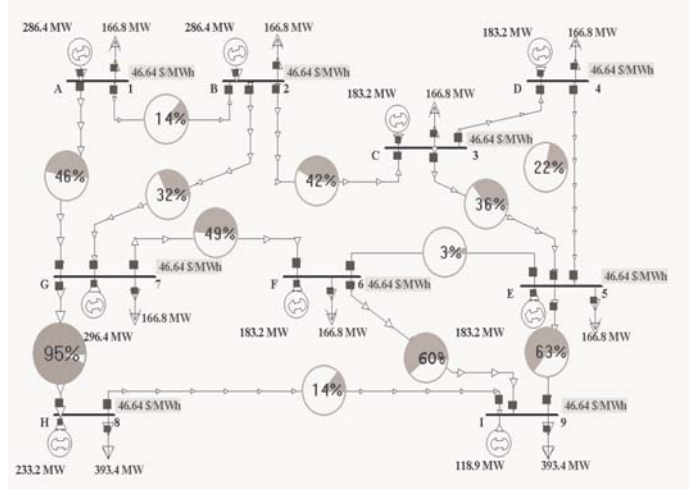 286.4 MW 166.8 MW 286.4 MW 166.8 MW 183.2 MW 166.8 MW
46.64 $/MWh 46.64 $/MWh 46.64 $/MWh
A 1 B 2 D 4
183.2 MW 166.8 MW
14%
46.64 $/MWh
C 3
46% 32% 42% 36% 22%
49% 3%
46.64 $/MWh 46.64 $/MWh 46.64 $/MWh
G 7 F 6 E 5
166.8 MW
296.4 MW 183.2 MW 166.8 MW 183.2 MW 166.8 MW
95% 60% 63%
14%
46.64 $/MWh 46.64 $/MWh
H 8 I 9
233.2 MW 393.4 MW 118.9 MW 393.4 MW